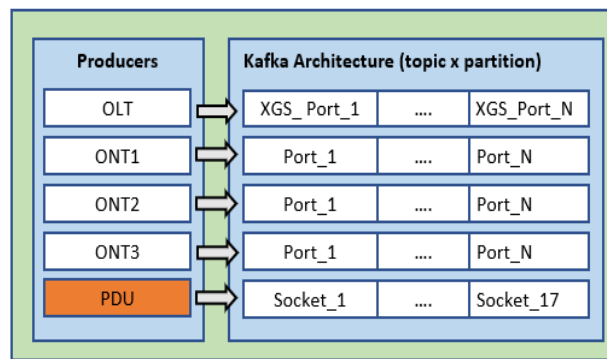 Producers
Kafka Architecture (topic x partition)
OLT
XGS_ Port_1
....
XGS_Port_N
ONT1
Port_1
....
Port_N
ONT2
Port_1
....
Port_N
ONT3
Port_1
....
Port_N
PDU
Socket_1
....
Socket_17